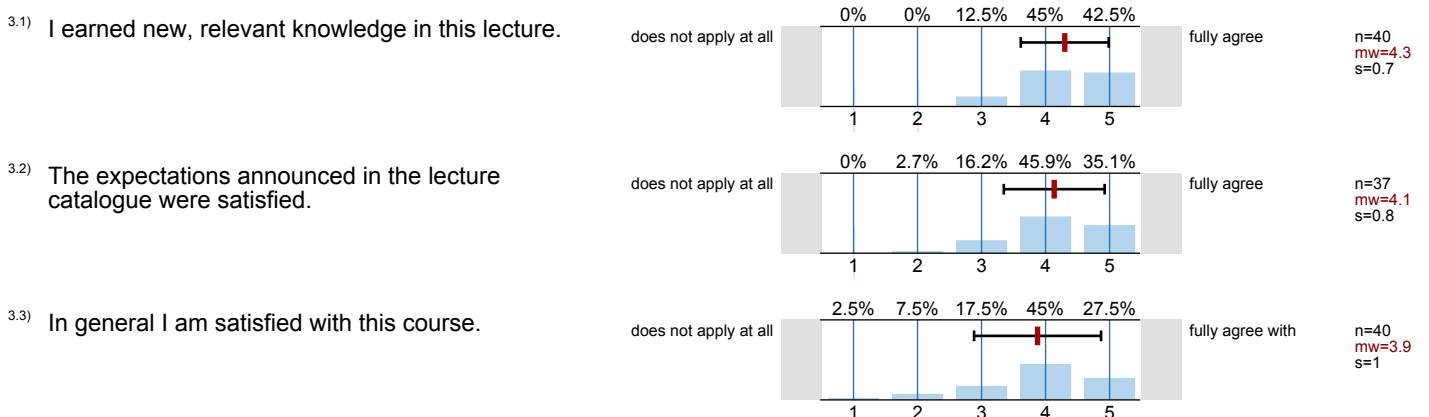 3.1) I earned new, relevant knowledge in this lecture.
does not apply at all
0% 0% 12.5% 45% 42.5%
1 2 3 4 5
fully agree
n=40
mw=4.3
s=0.7
3.2) The expectations announced in the lecture
catalogue were satisfied.
does not apply at all
0% 2.7% 16.2% 45.9% 35.1%
1 2 3 4 5
fully agree
n=37
mw=4.1
s=0.8
3.3) In general I am satisfied with this course.
does not apply at all
2.5% 7.5% 17.5% 45% 27.5%
1 2 3 4 5
fully agree with
n=40
mw=3.9
s=1